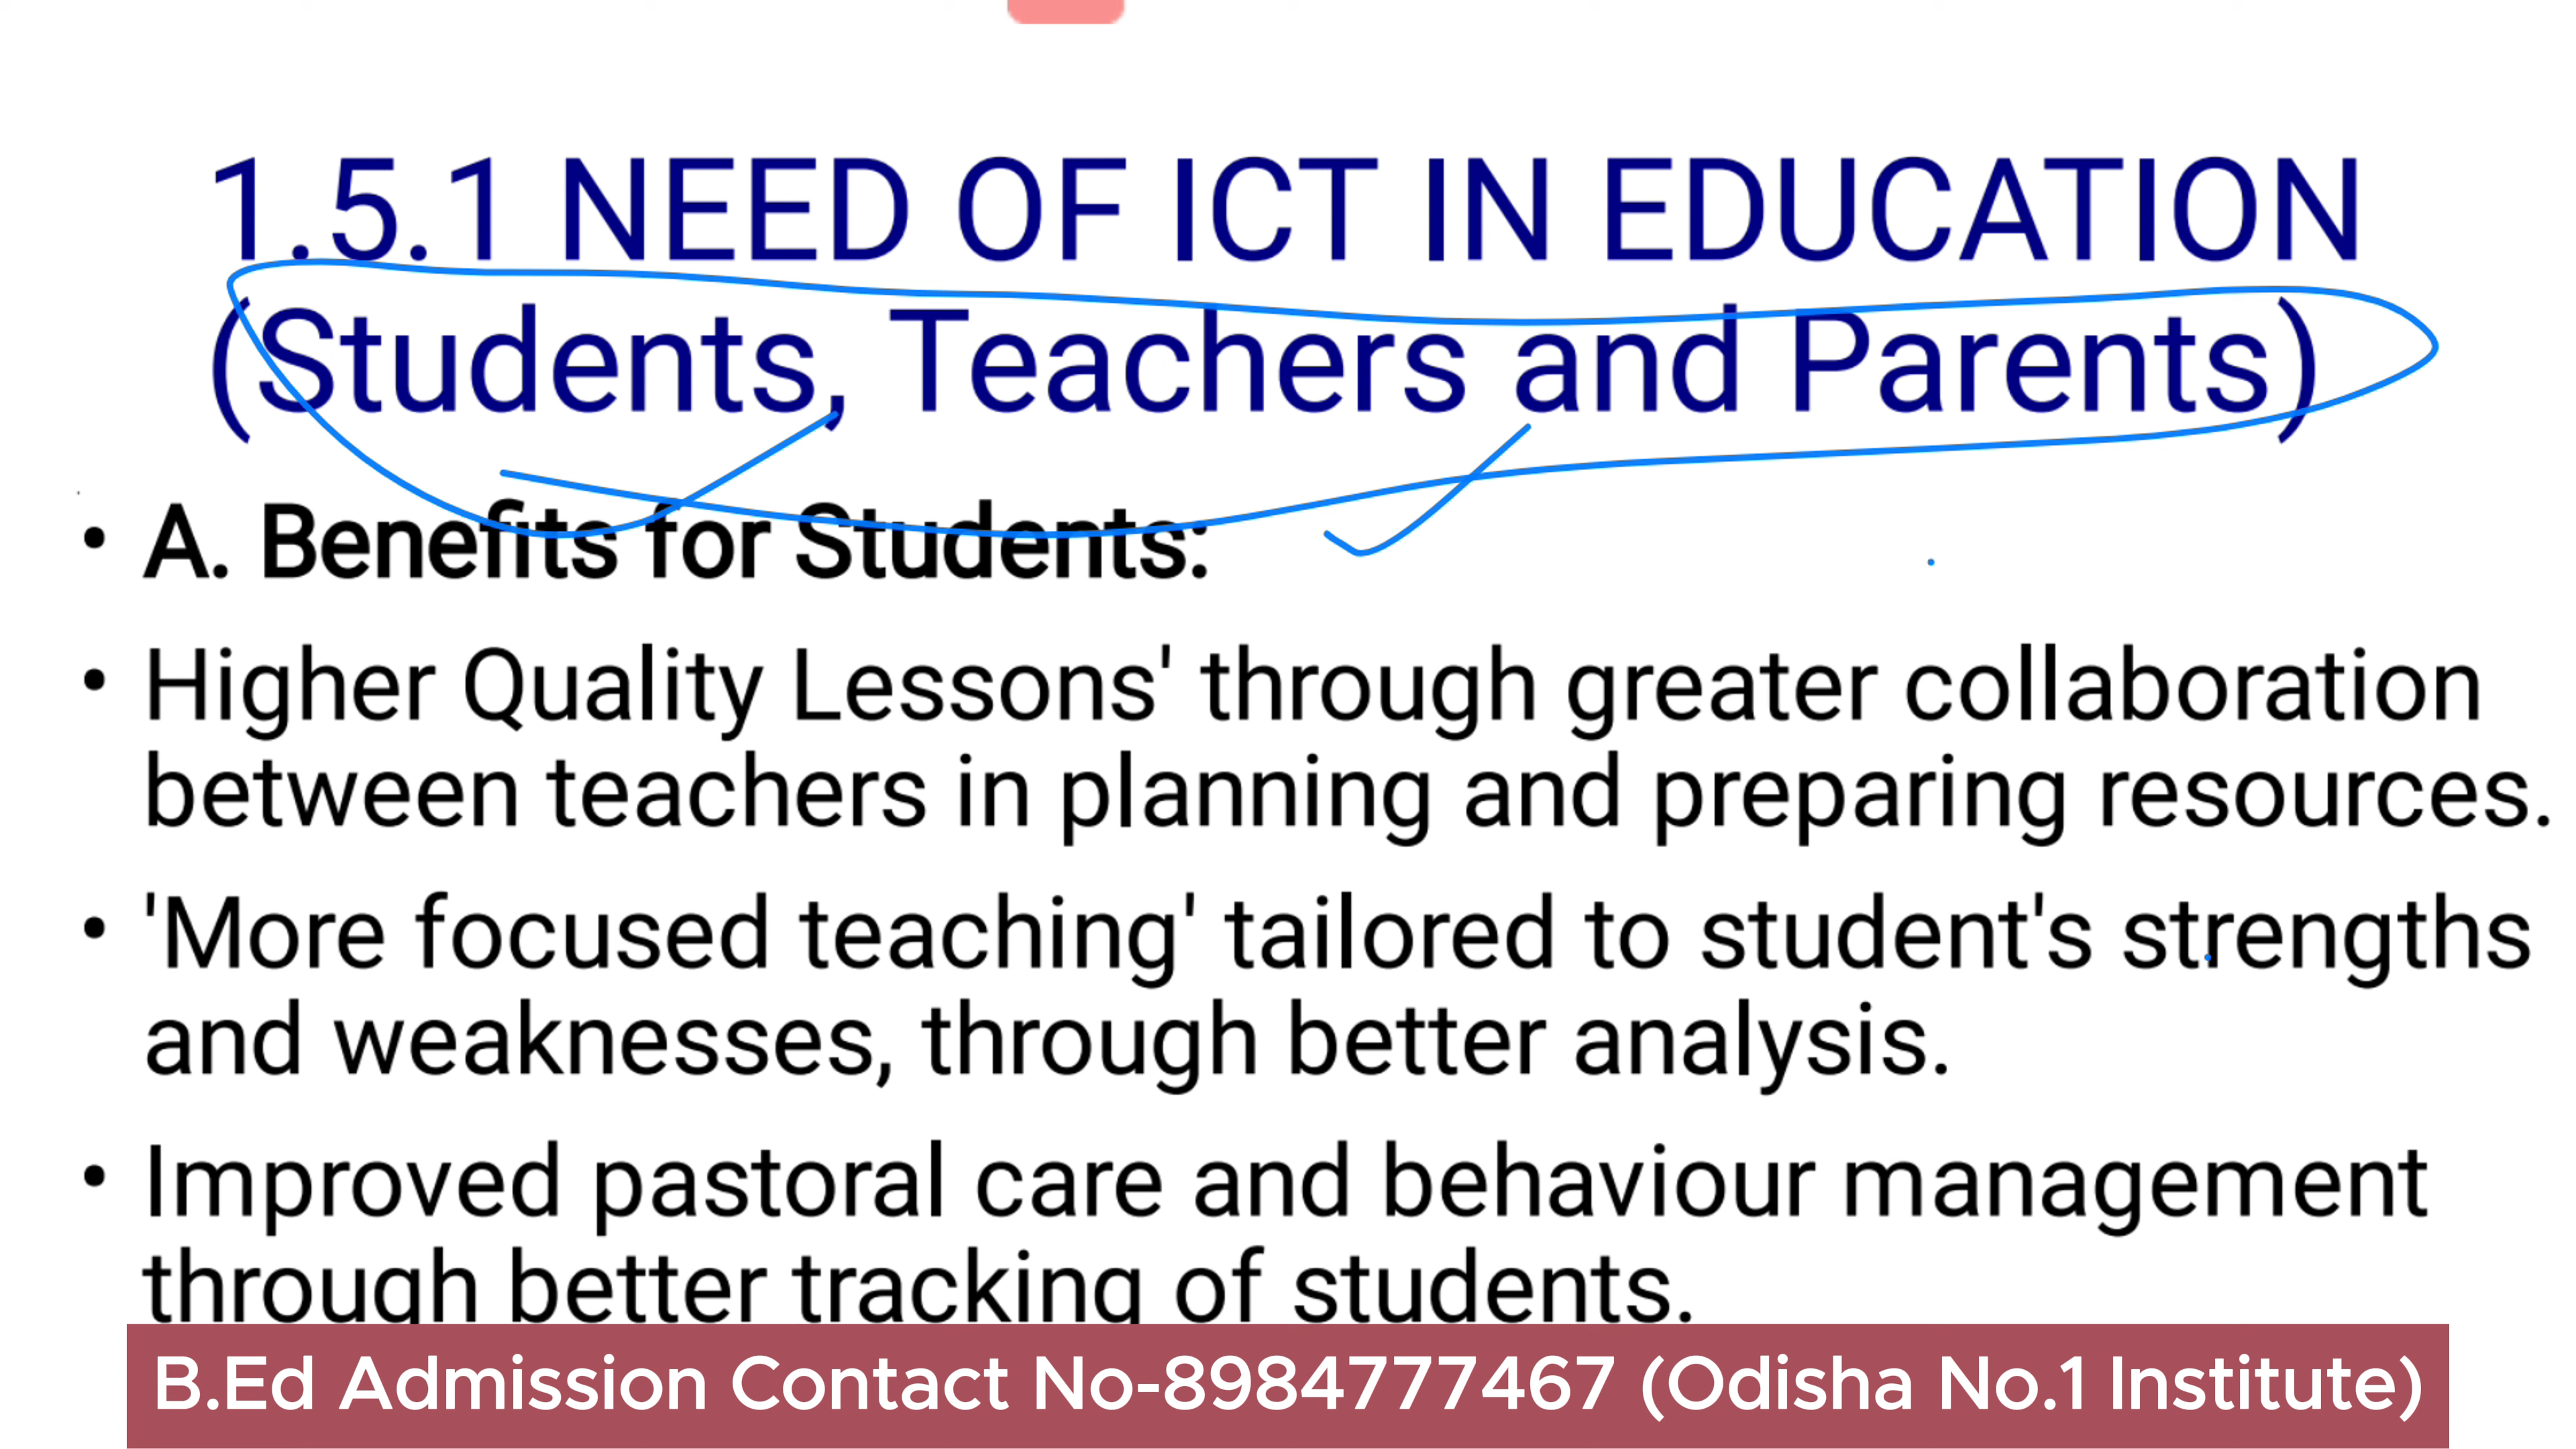 1.5.1 NEED OF ICT IN EDUCATION
(Students, Teachers and Parents)
• A. Benefits for Students:
• Higher Quality Lessons' through greater collaboration
between teachers in planning and preparing resources.
• 'More focused teaching' tailored to student's strengths
and weaknesses, through better analysis.
• Improved pastoral care and behaviour management
through better tracking of students.
B.Ed Admission Contact No-8984777467 (Odisha No.1 Institute)